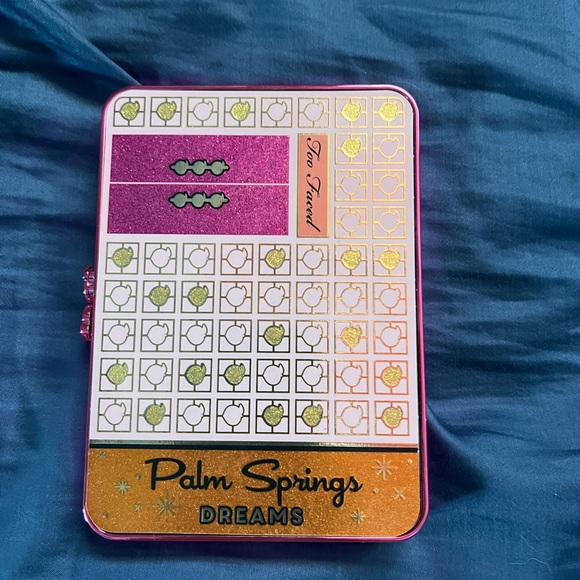 Too Faced
Palm Springs
DREAMS